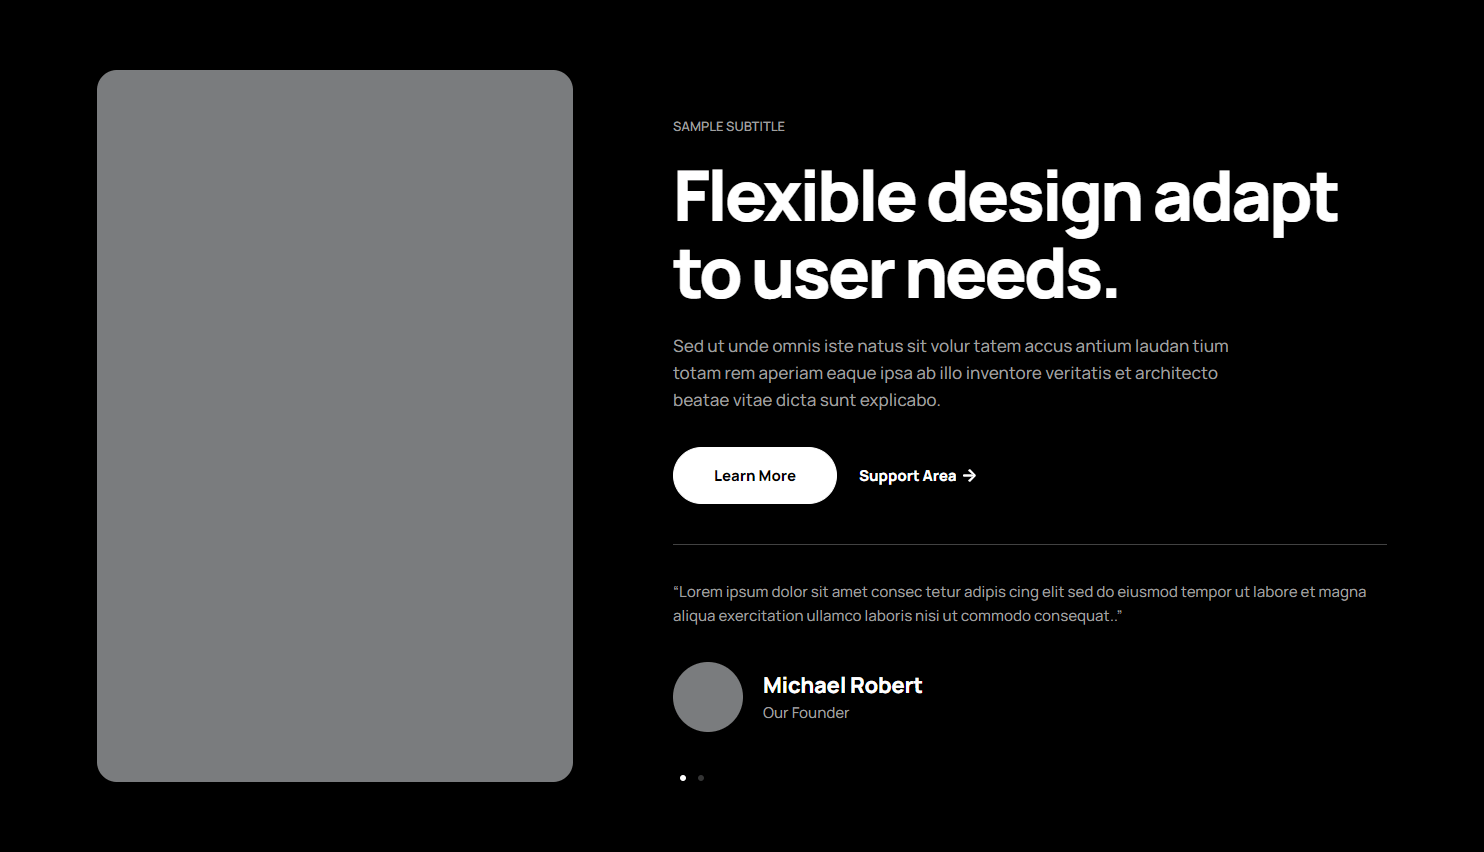 SAMPLE SUBTITLE
Flexible design adapt
to user needs.
Sed ut unde omnis iste natus sit volur tatem accus antium laudan tium
totam rem aperiam eaque ipsa ab illo inventore veritatis et architecto
beatae vitae dicta sunt explicabo.
Learn More
Support Area →
“Lorem ipsum dolor sit amet consec tetur adipis cing elit sed do eiusmod tempor ut labore et magna
aliqua exercitation ullamco laboris nisi ut commodo consequat..”
Michael Robert
Our Founder